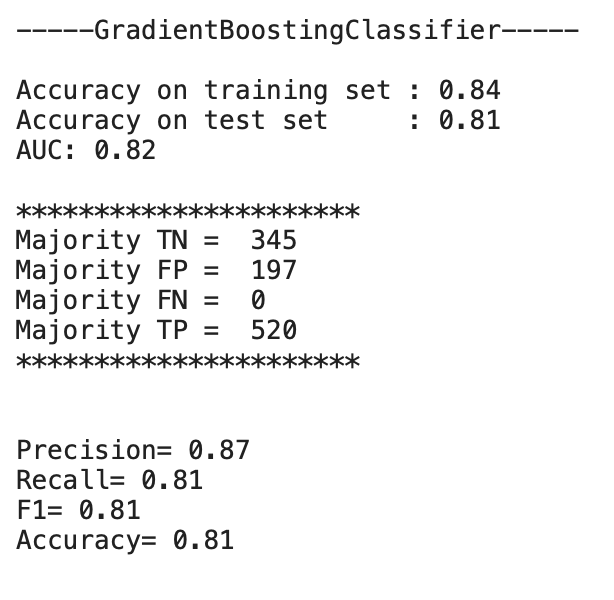 -----GradientBoostingClassifier-----
Accuracy on training set : 0.84
Accuracy on test set     : 0.81
AUC: 0.82
**********************
Majority TN =  345
Majority FP =  197
Majority FN =  0
Majority TP =  520
**********************
Precision= 0.87
Recall= 0.81
F1= 0.81
Accuracy= 0.81